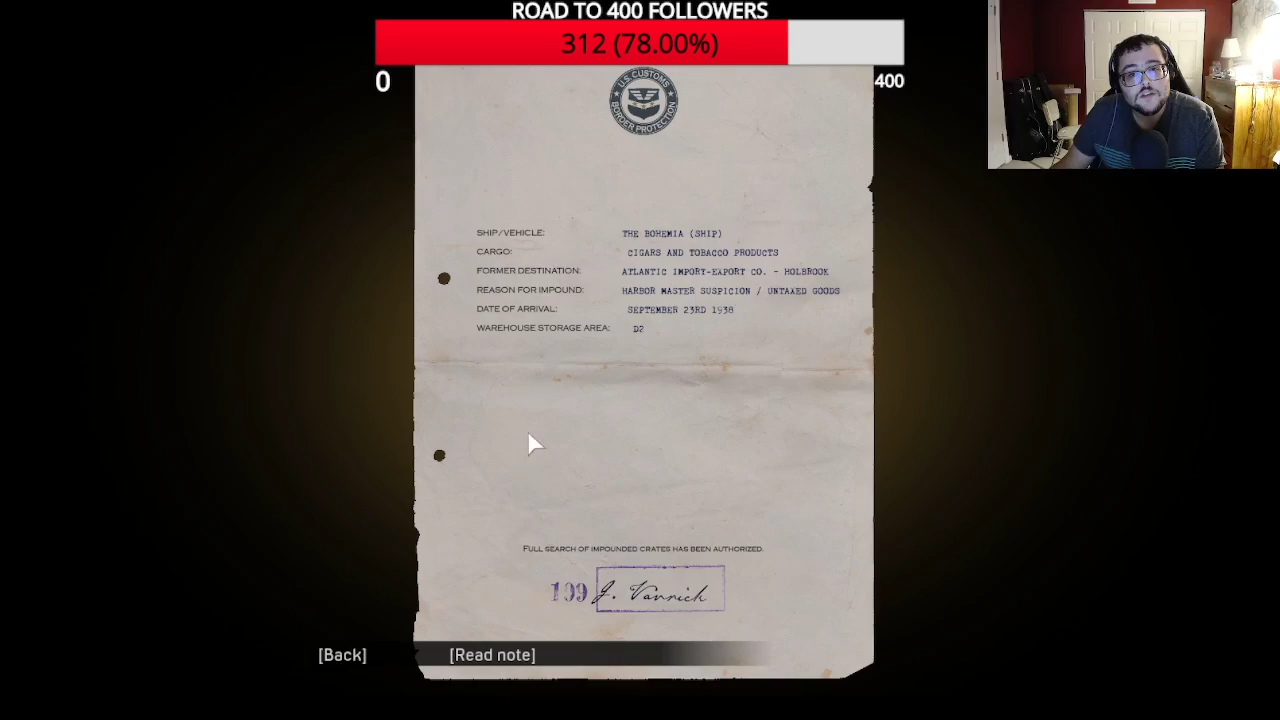 ROAD TO 400 FOLLOWERS
312 (78.00%)
0
400
U.S. CUSTOMS
BORDER PROTECTION
SHIP/VEHICLE: THE BOHEMIA (SHIP)
CARGO: CIGARS AND TOBACCO PRODUCTS
FORMER DESTINATION: ATLANTIC IMPORT-EXPORT CO. - HOLBROOK
REASON FOR IMPOUND: HARBOR MASTER SUSPICION / UNTAXED GOODS
DATE OF ARRIVAL: SEPTEMBER 23RD 1938
WAREHOUSE STORAGE AREA: D2
FULL SEARCH OF IMPOUNDED CRATES HAS BEEN AUTHORIZED.
199 J. Vannich
[Back] [Read note]